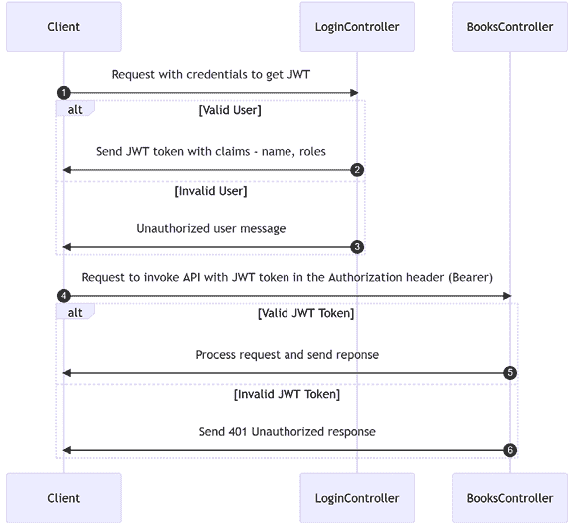 Client
LoginController
BooksController
Request with credentials to get JWT
1
alt
[Valid User]
Send JWT token with claims - name, roles
2
[Invalid User]
Unauthorized user message
3
Request to invoke API with JWT token in the Authorization header (Bearer)
4
alt
[Valid JWT Token]
Process request and send reponse
5
[Invalid JWT Token]
Send 401 Unauthorized response
6
Client
LoginController
BooksController